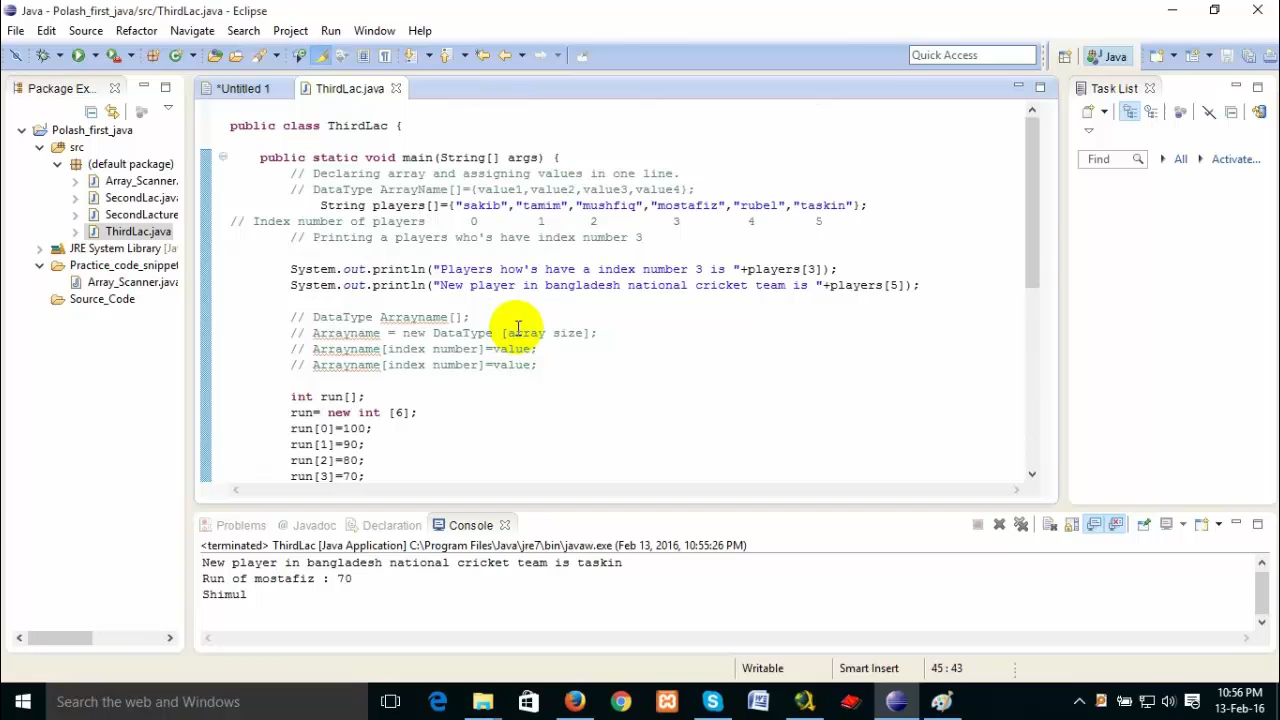 Java - Polash_first_java/src/ThirdLac.java - Eclipse
File Edit Source Refactor Navigate Search Project Run Window Help
Quick Access
Java
Package Ex...
*Untitled 1
ThirdLac.java
Task List
Polash_first_java
src
(default package)
Array_Scanner.
SecondLac.java
SecondLacture
ThirdLac.java
JRE System Library [Ja
Practice_code_snippet
Array_Scanner.java
Source_Code
public class ThirdLac {
public static void main(String[] args) {
// Declaring array and assigning values in one line.
// DataType ArrayName[]={value1,value2,value3,value4};
String players[]={"sakib","tamim","mushfiq","mostafiz","rubel","taskin"};
// Index number of players 0 1 2 3 4 5
// Printing a players who's have index number 3
System.out.println("Players how's have a index number 3 is "+players[3]);
System.out.println("New player in bangladesh national cricket team is "+players[5]);
// DataType Arrayname[];
// Arrayname = new DataType [array size];
// Arrayname[index number]=value;
// Arrayname[index number]=value;
int run[];
run= new int [6];
run[0]=100;
run[1]=90;
run[2]=80;
run[3]=70;
Find
All
Activate...
Problems
@ Javadoc
Declaration
Console
<terminated> ThirdLac [Java Application] C:\Program Files\Java\jre7\bin\javaw.exe (Feb 13, 2016, 10:55:26 PM)
New player in bangladesh national cricket team is taskin
Run of mostafiz : 70
Shimul
Writable
Smart Insert
45 : 43
Search the web and Windows
10:56 PM
13-Feb-16